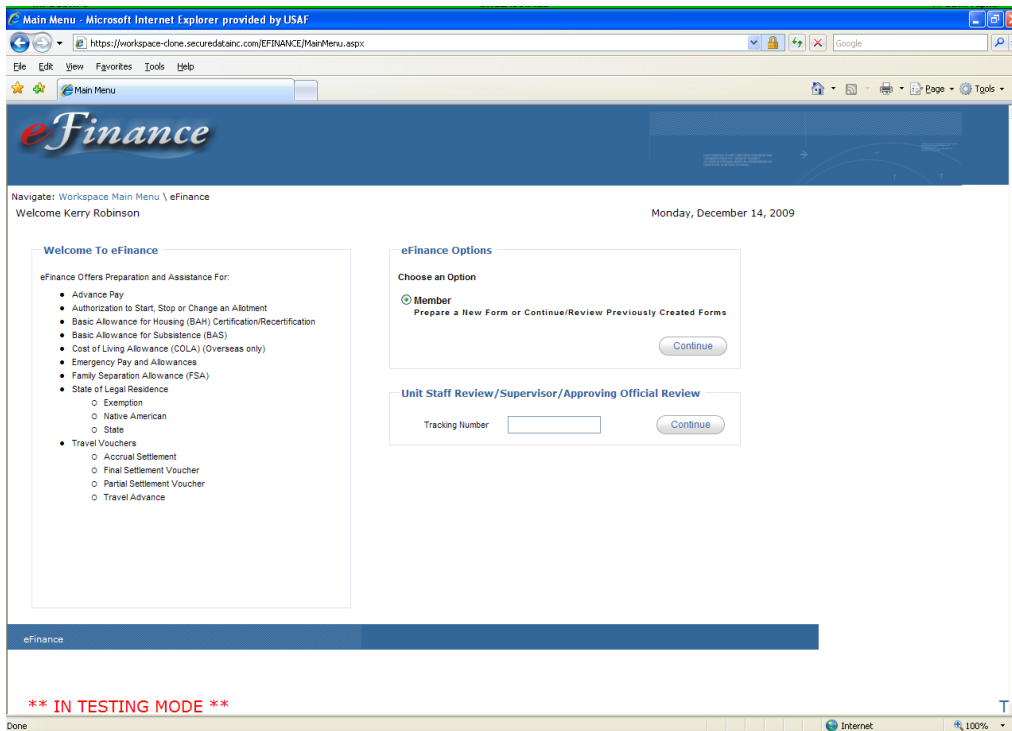 Main Menu - Microsoft Internet Explorer provided by USAF
https://workspace-clone.securedatainc.com/EFINANCE/MainMenu.aspx
Google
File Edit View Favorites Tools Help
Main Menu
Page Tools
eFinance
Navigate: Workspace Main Menu \ eFinance
Welcome Kerry Robinson
Monday, December 14, 2009
Welcome To eFinance
eFinance Offers Preparation and Assistance For:
Advance Pay
Authorization to Start, Stop or Change an Allotment
Basic Allowance for Housing (BAH) Certification/Recertification
Basic Allowance for Subsistence (BAS)
Cost of Living Allowance (COLA) (Overseas only)
Emergency Pay and Allowances
Family Separation Allowance (FSA)
State of Legal Residence
Exemption
Native American
State
Travel Vouchers
Accrual Settlement
Final Settlement Voucher
Partial Settlement Voucher
Travel Advance
eFinance Options
Choose an Option
Member
Prepare a New Form or Continue/Review Previously Created Forms
Continue
Unit Staff Review/Supervisor/Approving Official Review
Tracking Number
Continue
eFinance
** IN TESTING MODE **
T
Done
Internet
100%